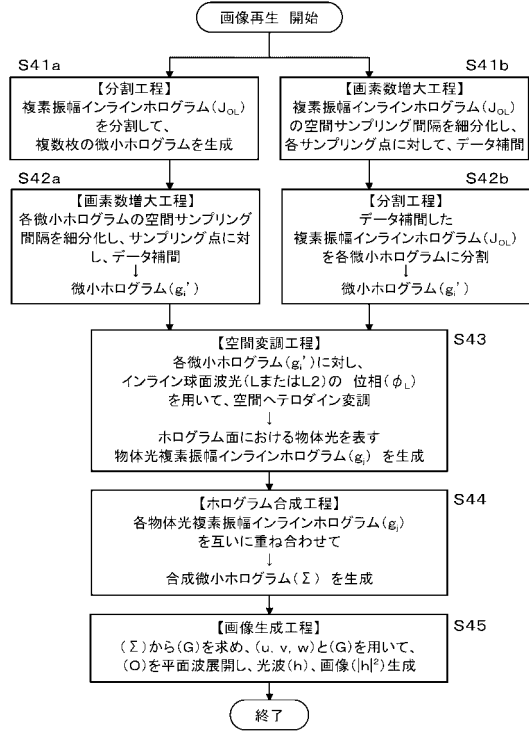 画像再生 開始
S41a
【分割工程】
複素振幅インラインホログラム(J_OL)
を分割して、
複数枚の微小ホログラムを生成
S41b
【画素数増大工程】
複素振幅インラインホログラム(J_OL)
の空間サンプリング間隔を細分化し、
各サンプリング点に対して、データ補間
S42a
【画素数増大工程】
各微小ホログラムの空間サンプリング
間隔を細分化し、サンプリング点に対
し、データ補間
↓
微小ホログラム(g_i')
S42b
【分割工程】
データ補間した
複素振幅インラインホログラム(J_OL)
を各微小ホログラムに分割
↓
微小ホログラム(g_i')
S43
【空間変調工程】
各微小ホログラム(g_i')に対し、
インライン球面波光(LまたはL2)の 位相(φ_L)
を用いて、空間ヘテロダイン変調
↓
ホログラム面における物体光を表す
物体光複素振幅インラインホログラム(g_i) を生成
S44
【ホログラム合成工程】
各物体光複素振幅インラインホログラム(g_i)
を互いに重ね合わせて
↓
合成微小ホログラム(Σ) を生成
S45
【画像生成工程】
(Σ)から(G)を求め、(u, v, w)と(G)を用いて、
(O)を平面波展開し、光波(h)、画像(|h|²)生成
終了